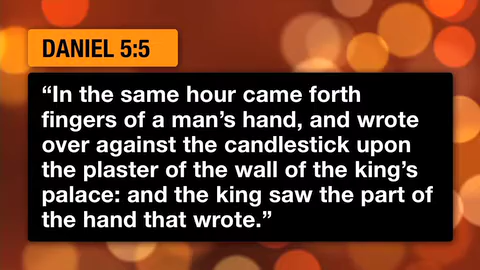 DANIEL 5:5
“In the same hour came forth
fingers of a man’s hand, and wrote
over against the candlestick upon
the plaster of the wall of the king’s
palace: and the king saw the part of
the hand that wrote.”